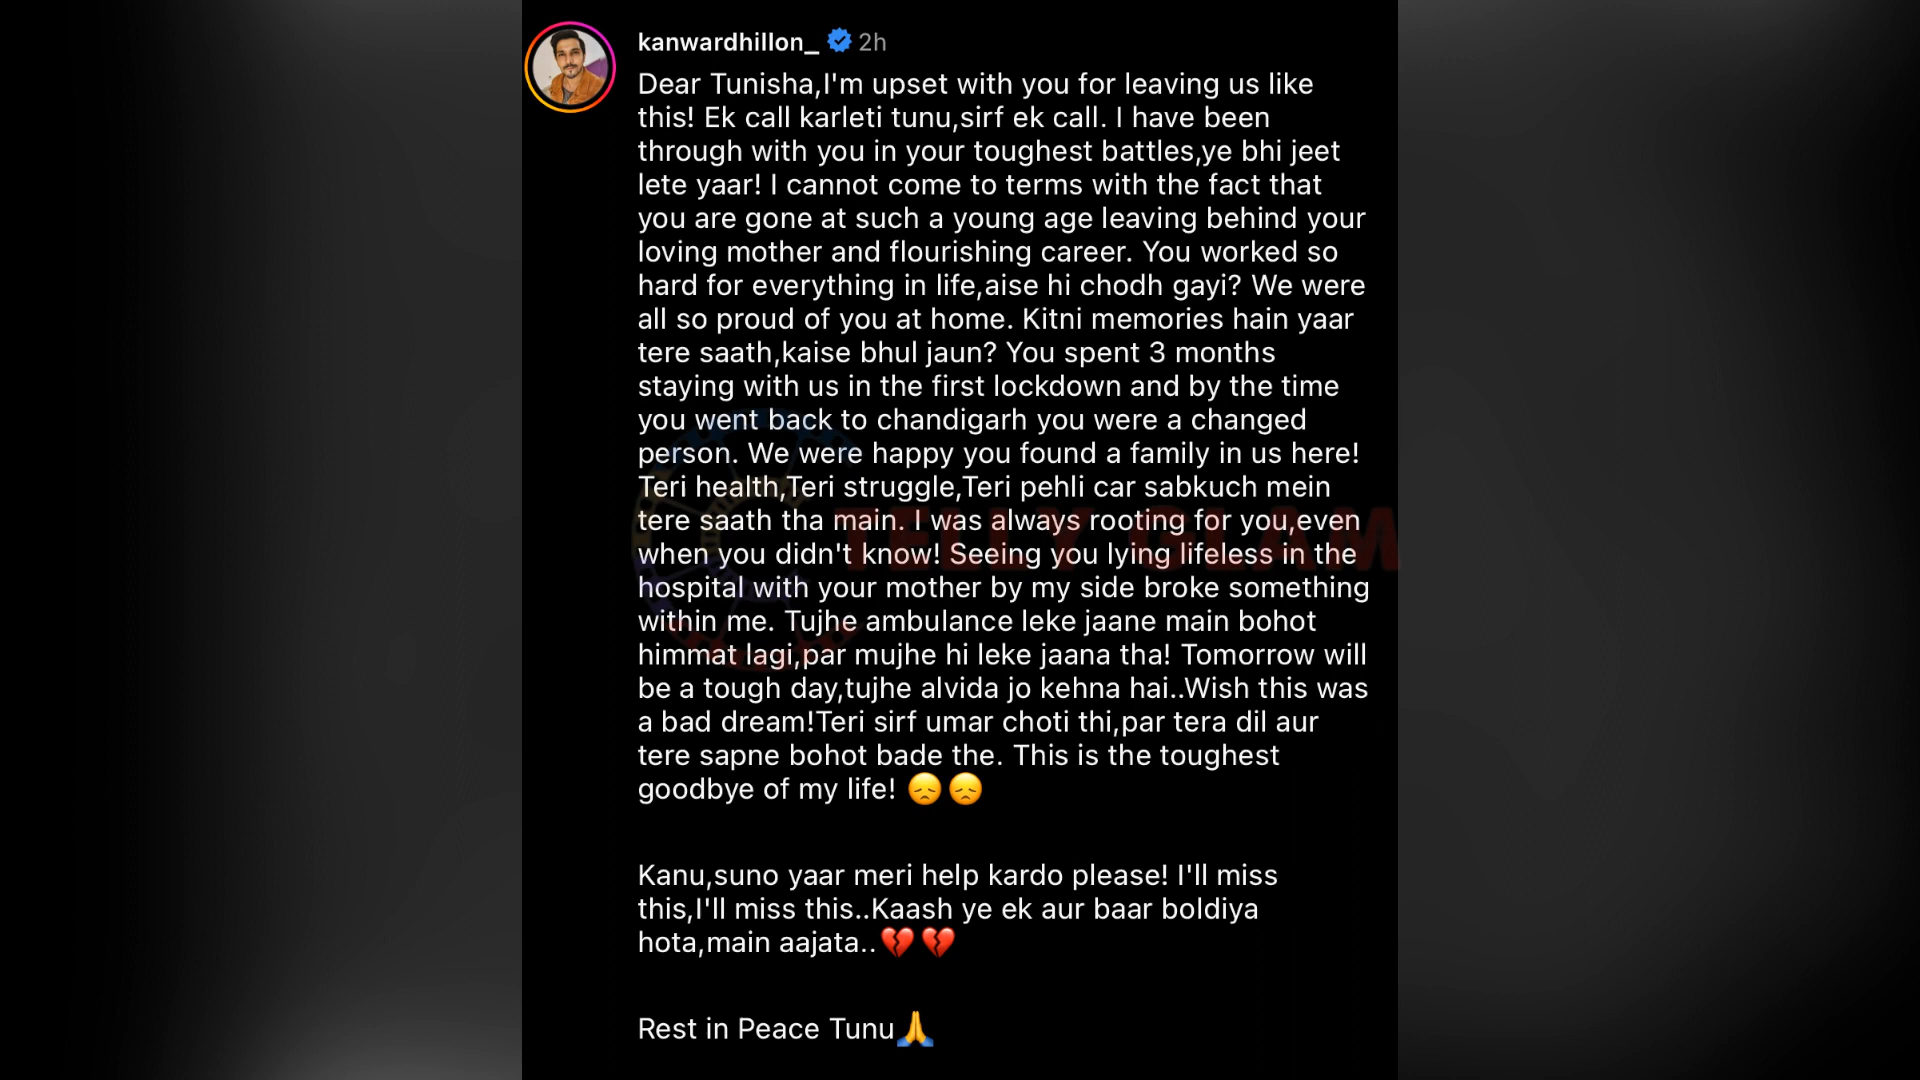 kanwardhillon_ 2h
Dear Tunisha,I'm upset with you for leaving us like
this! Ek call karleti tunu,sirf ek call. I have been
through with you in your toughest battles,ye bhi jeet
lete yaar! I cannot come to terms with the fact that
you are gone at such a young age leaving behind your
loving mother and flourishing career. You worked so
hard for everything in life,aise hi chodh gayi? We were
all so proud of you at home. Kitni memories hain yaar
tere saath,kaise bhul jaun? You spent 3 months
staying with us in the first lockdown and by the time
you went back to chandigarh you were a changed
person. We were happy you found a family in us here!
Teri health,Teri struggle,Teri pehli car sabkuch mein
tere saath tha main. I was always rooting for you,even
TELLY GLAM
when you didn't know! Seeing you lying lifeless in the
hospital with your mother by my side broke something
within me. Tujhe ambulance leke jaane main bohot
himmat lagi,par mujhe hi leke jaana tha! Tomorrow will
be a tough day,tujhe alvida jo kehna hai..Wish this was
a bad dream!Teri sirf umar choti thi,par tera dil aur
tere sapne bohot bade the. This is the toughest
goodbye of my life! 😞😞
Kanu,suno yaar meri help kardo please! I'll miss
this,I'll miss this..Kaash ye ek aur baar boldiya
hota,main aajata..💔💔
Rest in Peace Tunu🙏